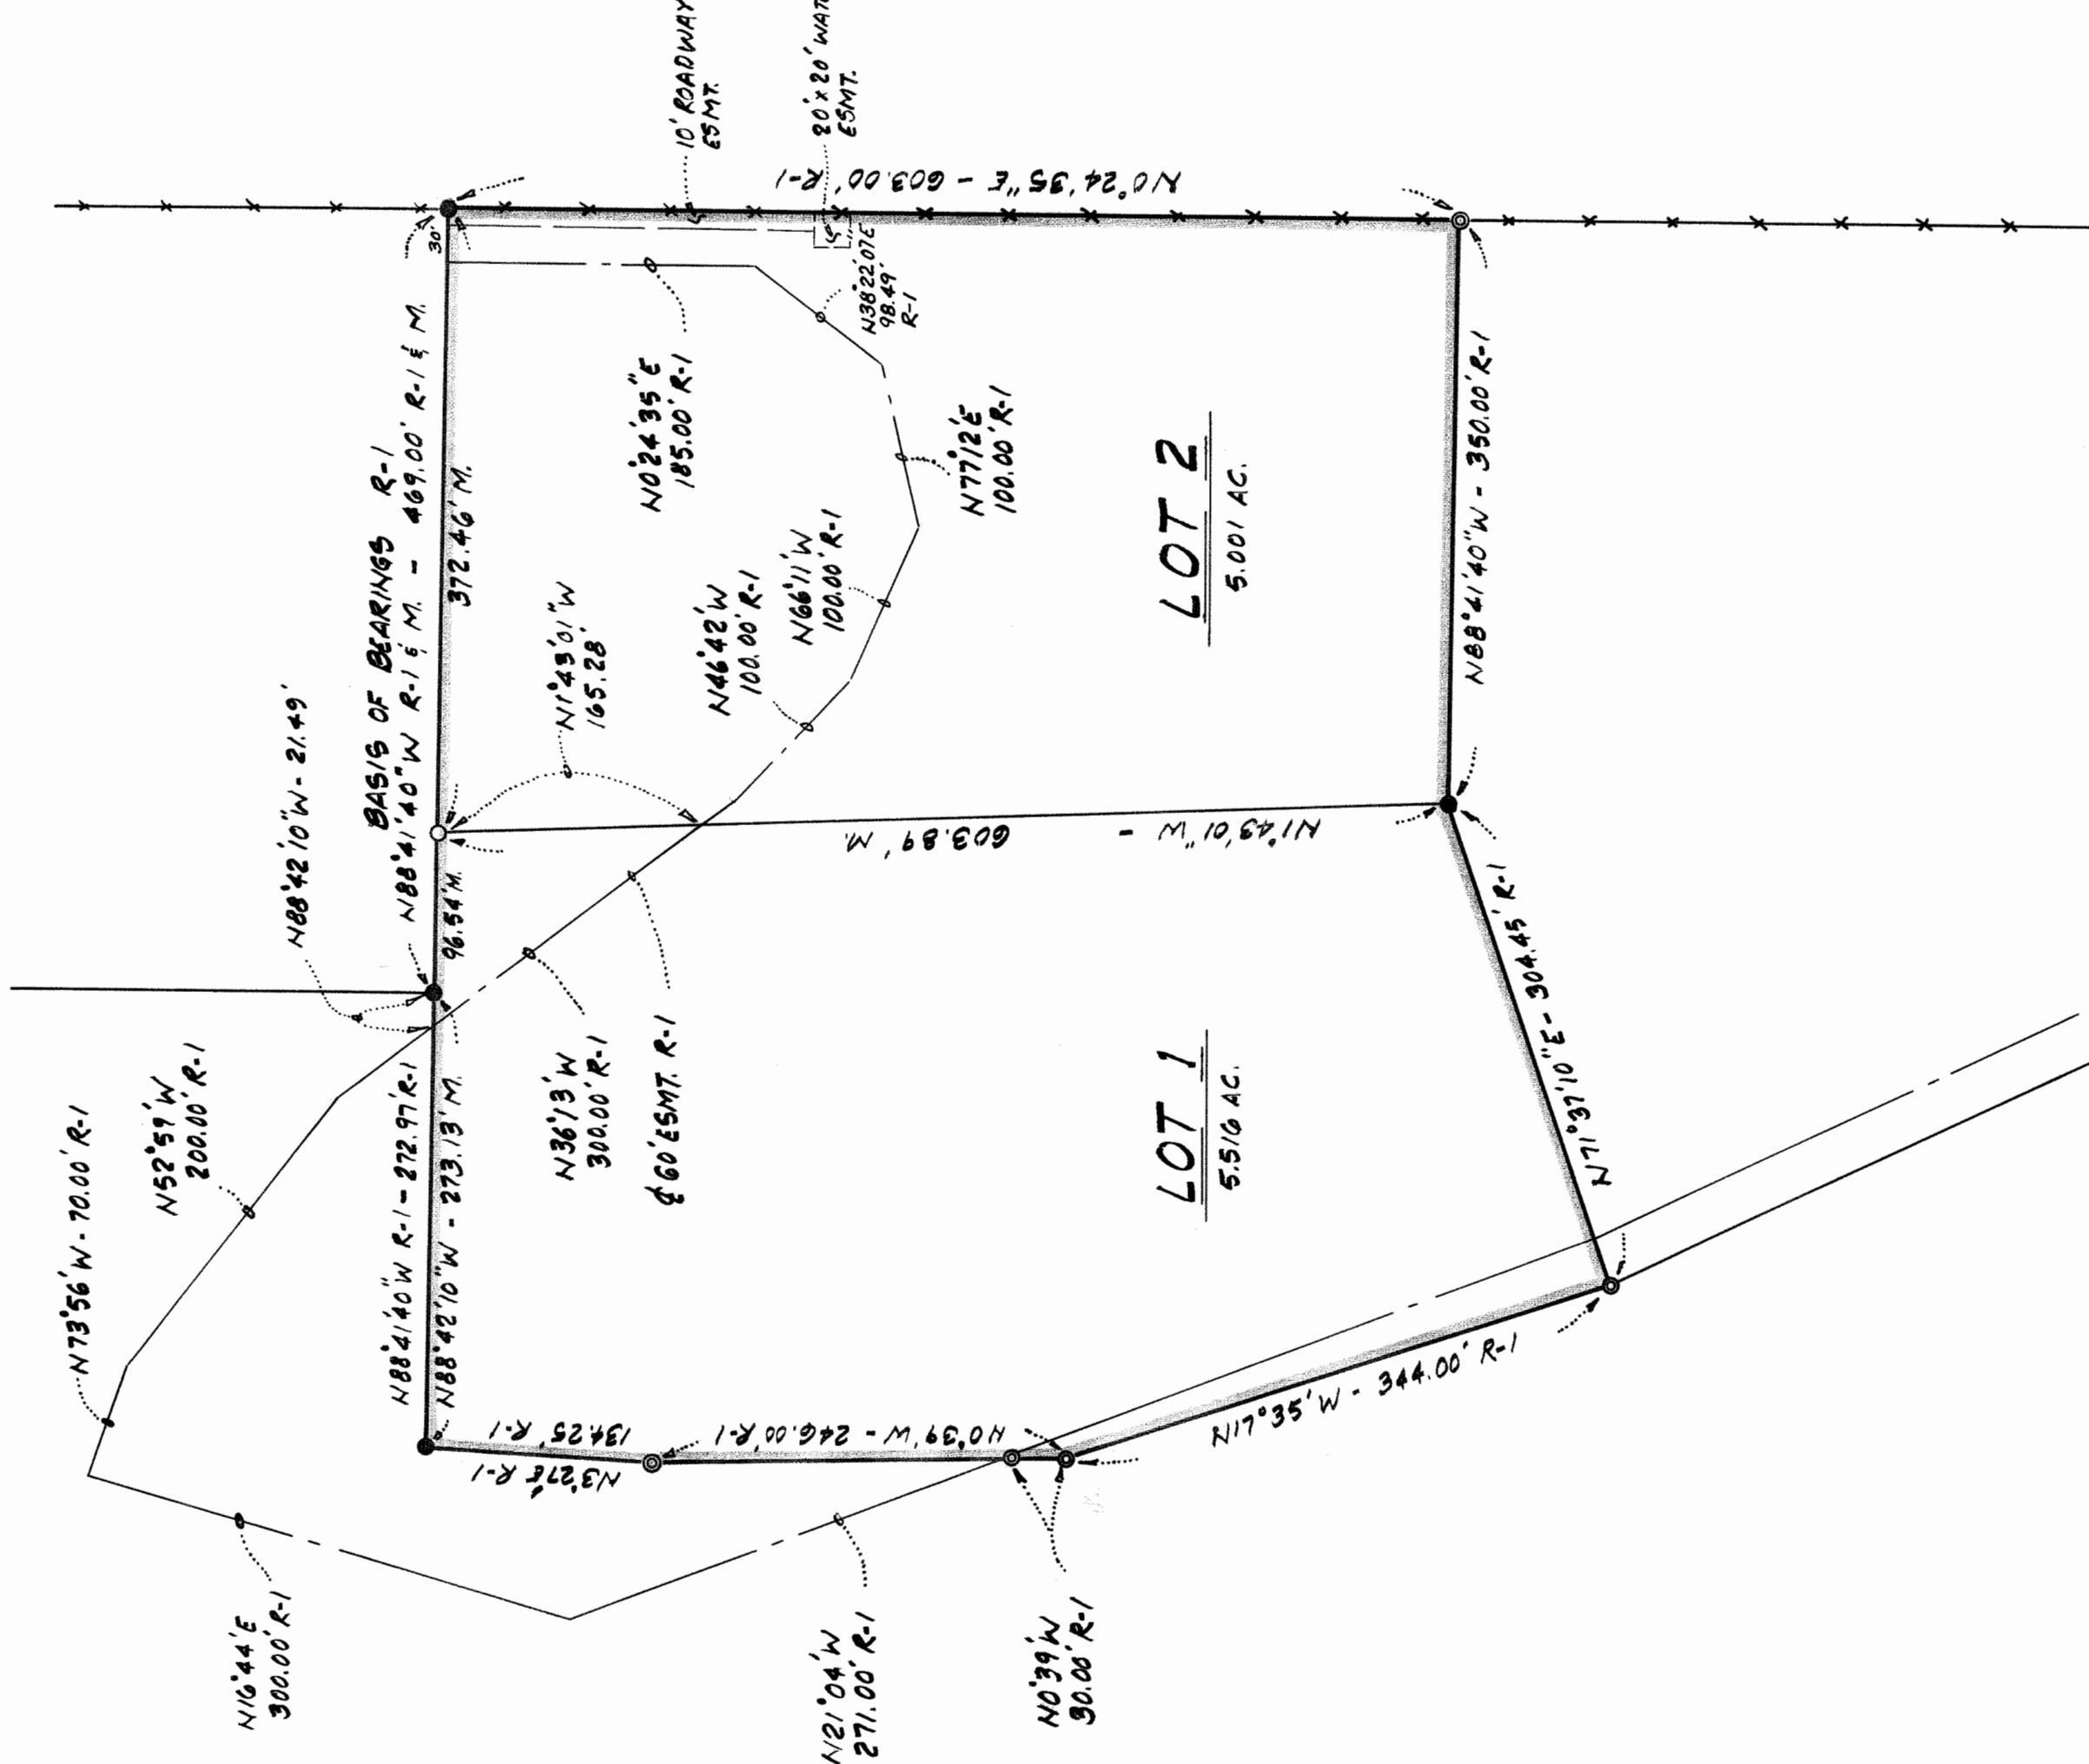 10' ROADWAY
ESMT.
20' x 20' WAT
ESMT.
N0°24'35"E - 603.00' R-1
30'
N38°22'07"E
98.49'
R-1
BASIS OF BEARINGS R-1
N88°41'40"W R-1 & M. - 469.00' R-1 & M.
372.46' M.
N0°24'35"E
185.00' R-1
N77°12'E
100.00' R-1
N66°11'W
100.00' R-1
N46°42'W
100.00' R-1
N1°43'01"W
165.28'
LOT 2
5.001 AC.
N88°41'40"W - 350.00' R-1
N88°42'10"W - 21.49'
96.54' M.
N1°43'01"W - 603.89' M.
N71°37'10"E - 304.45' R-1
N52°59'W
200.00' R-1
N73°56'W - 70.00' R-1
N88°41'40"W R-1 - 272.97' R-1
N88°42'10"W - 273.13' M.
N36°13'W
300.00' R-1
℄ 60' ESMT. R-1
LOT 1
5.516 AC.
N3°27'E R-1
134.25' R-1
N0°39'W - 246.00' R-1
N17°35'W - 344.00' R-1
N16°44'E
300.00' R-1
N21°04'W
271.00' R-1
N0°39'W
30.00' R-1